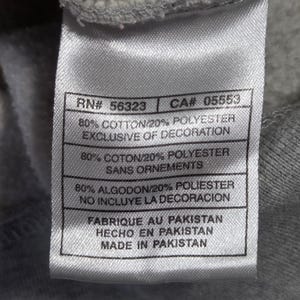 RN# 56323 | CA# 05553
80% COTTON/20% POLYESTER
EXCLUSIVE OF DECORATION
80% COTON/20% POLYESTER
SANS ORNEMENTS
80% ALGODON/20% POLIESTER
NO INCLUYE LA DECORACION
FABRIQUE AU PAKISTAN
HECHO EN PAKISTAN
MADE IN PAKISTAN